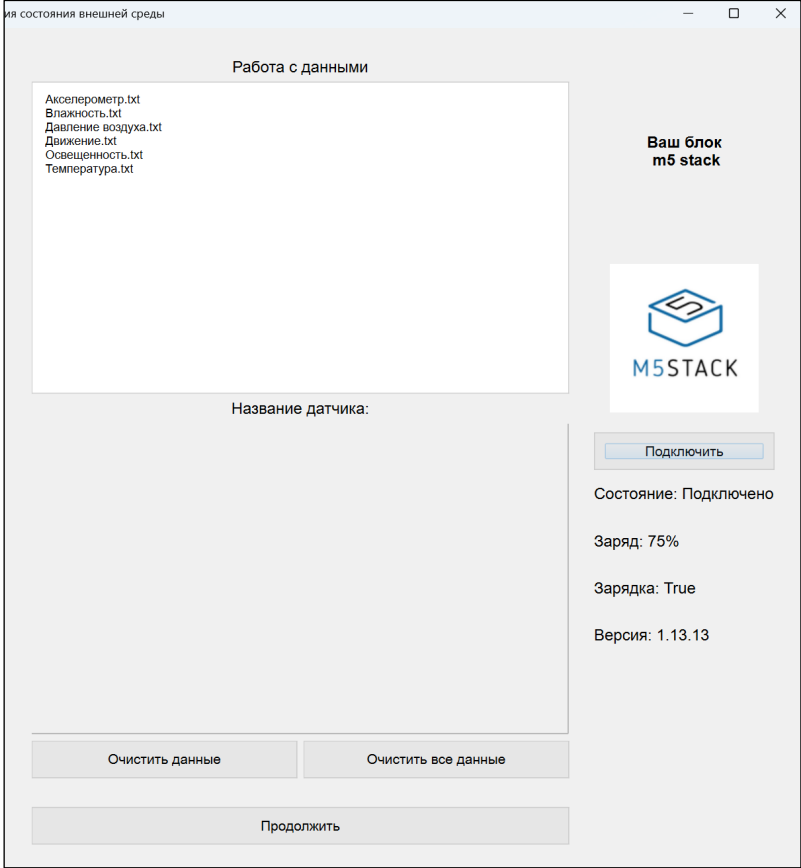 ия состояния внешней среды
Работа с данными
Акселерометр.txt
Влажность.txt
Давление воздуха.txt
Движение.txt
Освещенность.txt
Температура.txt
Название датчика:
Очистить данные
Очистить все данные
Продолжить
Ваш блок
m5 stack
5
M5STACK
Подключить
Состояние: Подключено
Заряд: 75%
Зарядка: True
Версия: 1.13.13